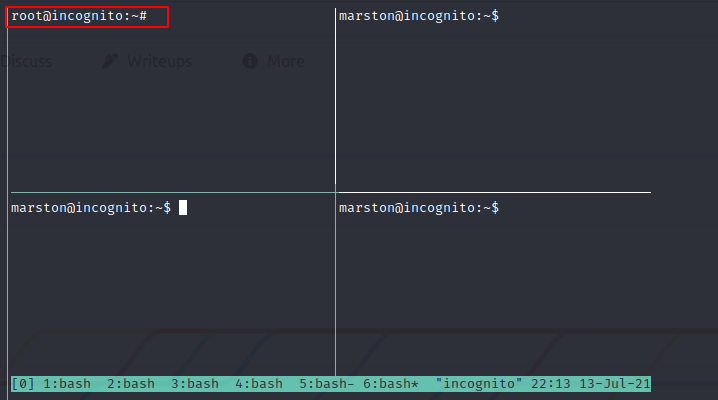 root@incognito:~#
marston@incognito:~$
Discuss
Writeups
More
marston@incognito:~$
marston@incognito:~$
[0] 1:bash  2:bash  3:bash  4:bash  5:bash- 6:bash*  "incognito" 22:13 13-Jul-21